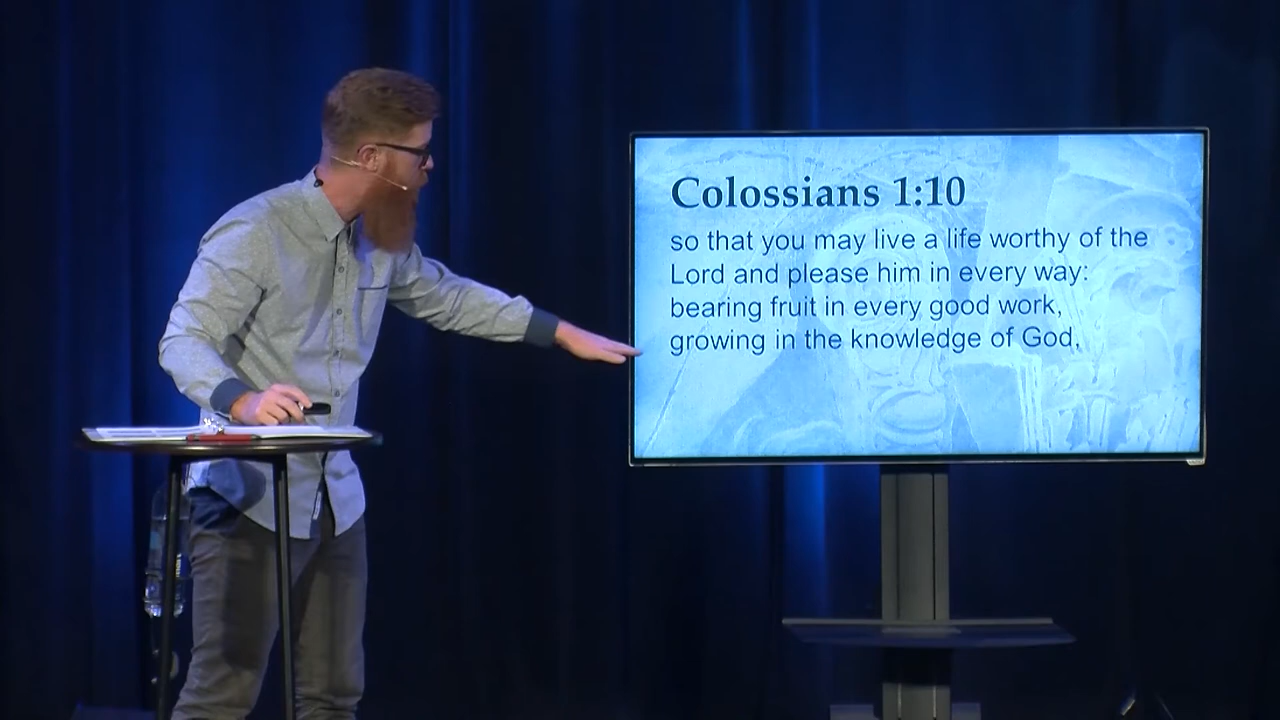 Colossians 1:10
so that you may live a life worthy of the
Lord and please him in every way:
bearing fruit in every good work,
growing in the knowledge of God,